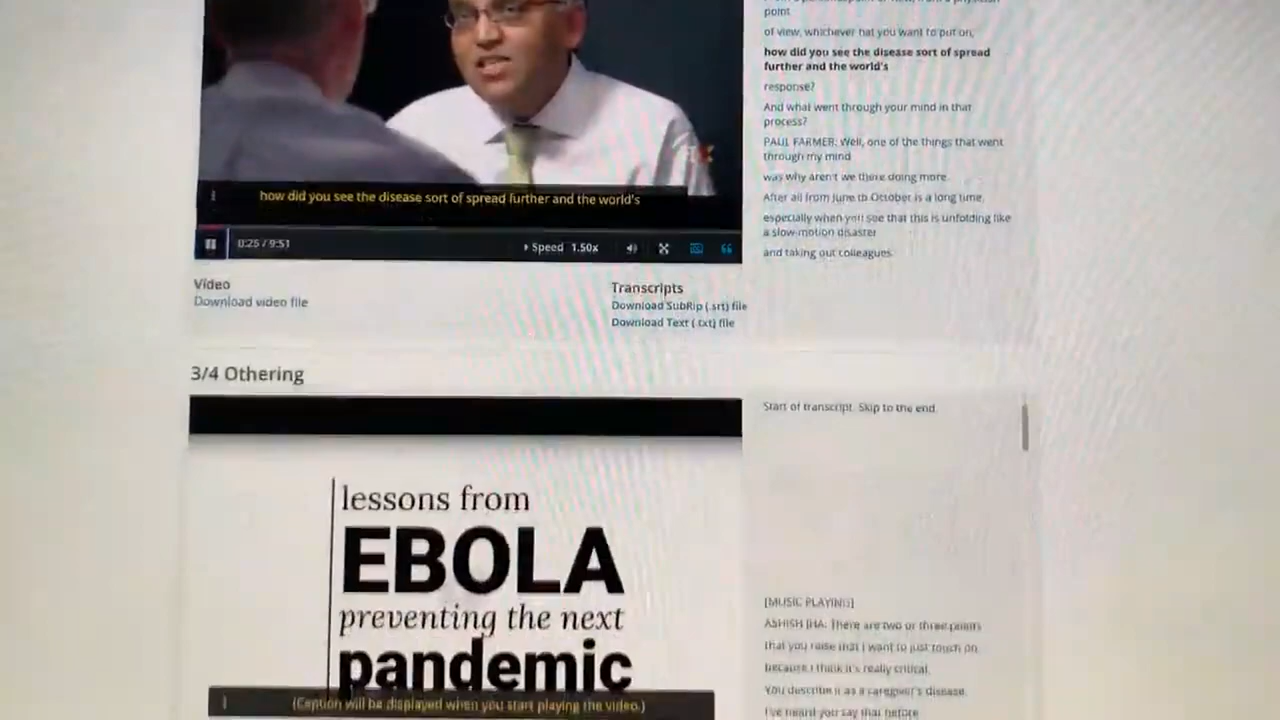 point
of view, whichever hat you want to put on,
how did you see the disease sort of spread
further and the world's
response?
And what went through your mind in that
process?
PAUL FARMER: Well, one of the things that went
through my mind
was why aren't we there doing more.
After all from June to October is a long time,
especially when you see that this is unfolding like
a slow-motion disaster
and taking out colleagues.
how did you see the disease sort of spread further and the world's
0:25 / 9:51
Speed 1.50x
Video
Download video file
Transcripts
Download SubRip (.srt) file
Download Text (.txt) file
3/4 Othering
lessons from
EBOLA
preventing the next
pandemic
(Caption will be displayed when you start playing the video.)
Start of transcript. Skip to the end.
[MUSIC PLAYING]
ASHISH JHA: There are two or three points
that you raise that I want to just touch on
because I think it's really critical.
You describe it as a caregiver's disease.
I've heard you say that before